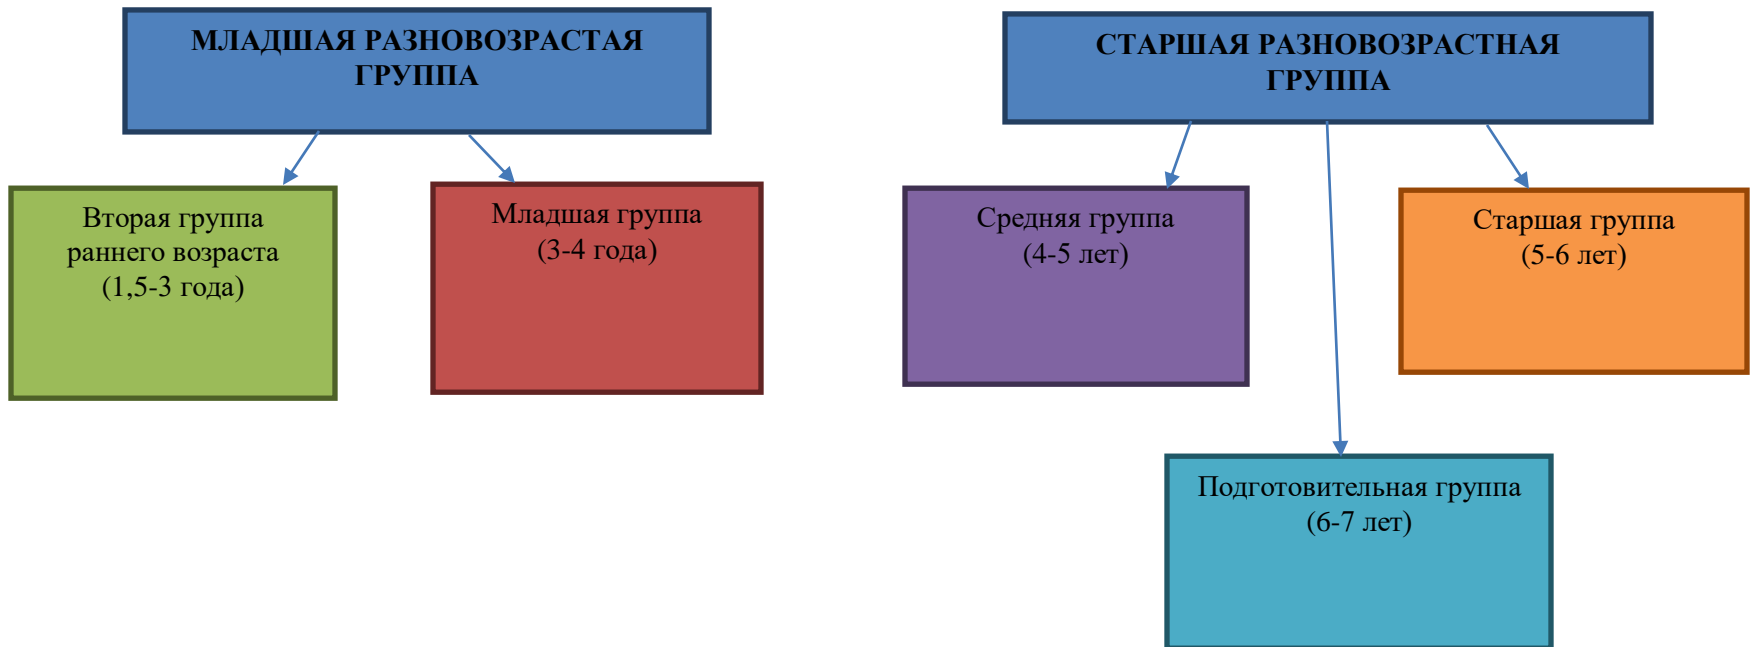 МЛАДШАЯ РАЗНОВОЗРАСТАЯ
ГРУППА
СТАРШАЯ РАЗНОВОЗРАСТНАЯ
ГРУППА
Вторая группа
раннего возраста
(1,5-3 года)
Младшая группа
(3-4 года)
Средняя группа
(4-5 лет)
Старшая группа
(5-6 лет)
Подготовительная группа
(6-7 лет)